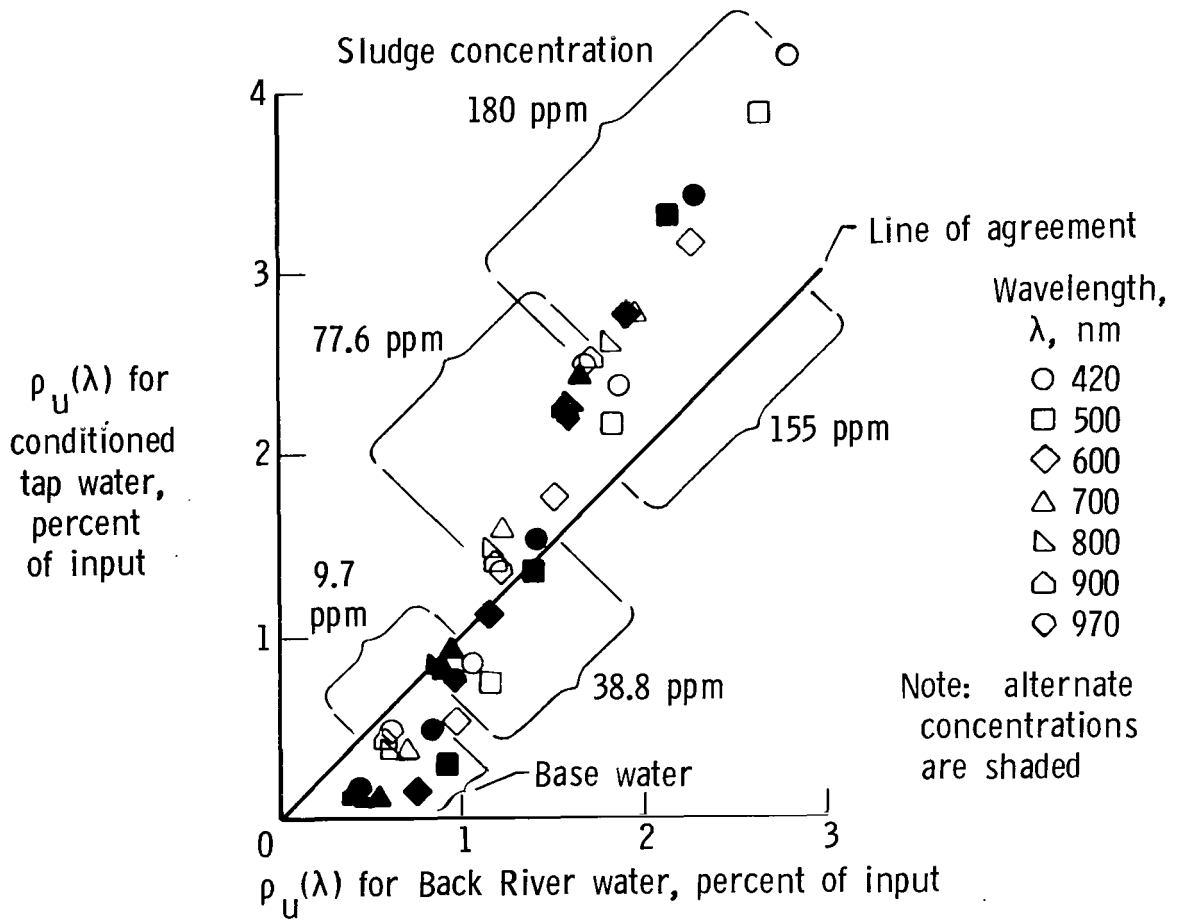 Sludge concentration
180 ppm
4
Line of agreement
3
Wavelength,
λ, nm
77.6 ppm
420
500
600
700
800
900
970
ρu(λ) for
conditioned
tap water,
percent
of input
155 ppm
2
9.7
ppm
1
38.8 ppm
Note: alternate
concentrations
are shaded
Base water
0
1
2
3
ρu(λ) for Back River water, percent of input